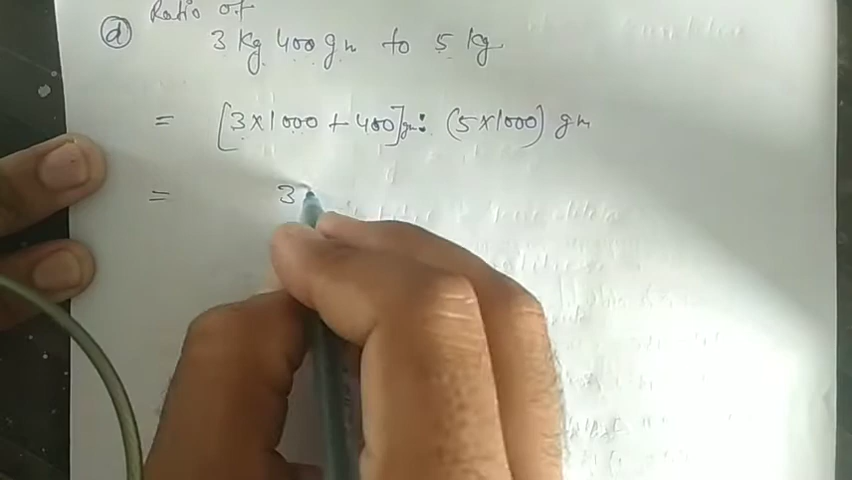 Ratio of
(d) 3 Kg 400 gm to 5 Kg
= [3×1000 + 400]gm : (5×1000) gm
= 3